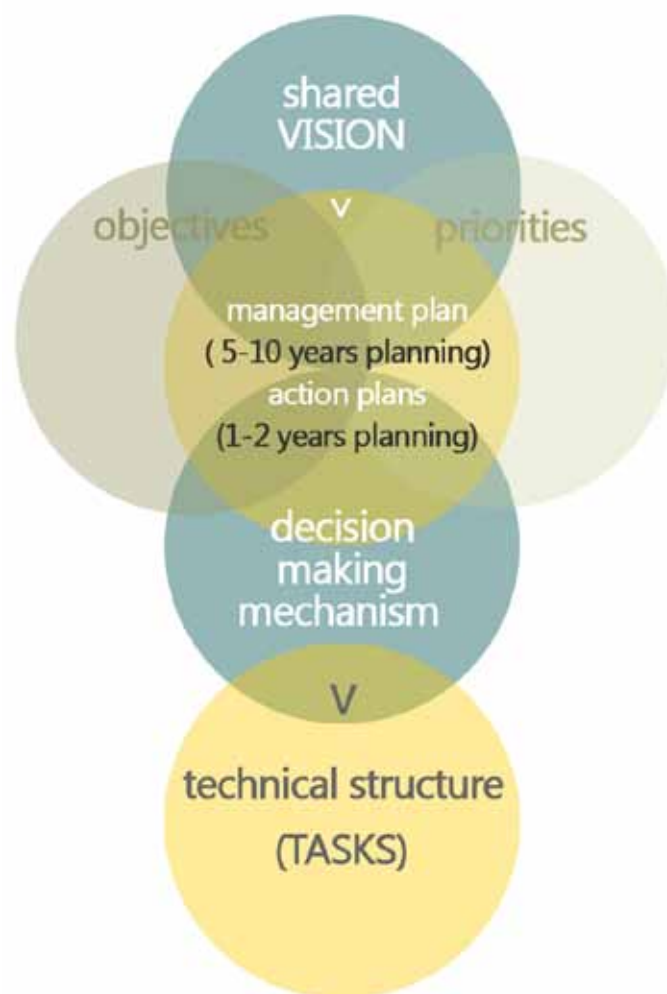 shared
VISION
v
objectives
priorities
management plan
( 5-10 years planning)
action plans
(1-2 years planning)
decision
making
mechanism
V
technical structure
(TASKS)